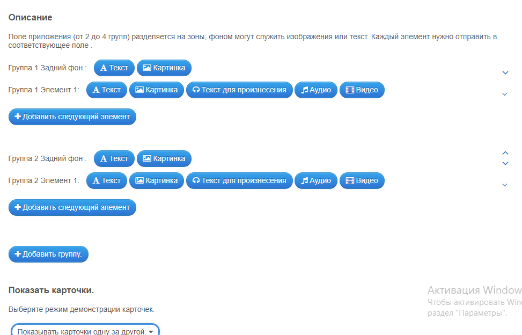 Описание
Поле приложения (от 2 до 4 групп) разделяется на зоны, фоном могут служить изображения или текст. Каждый элемент нужно отправить в
соответствующее поле .
Группа 1 Задний фон : Текст Картинка
Группа 1 Элемент 1: Текст Картинка Текст для произнесения Аудио Видео
Добавить следующий элемент
Группа 2 Задний фон : Текст Картинка
Группа 2 Элемент 1: Текст Картинка Текст для произнесения Аудио Видео
Добавить следующий элемент
Добавить группу.
Показать карточки.
Выберите режим демонстрации карточек.
Показывать карточки одну за другой.
Активация Window
Чтобы активировать Win
раздел "Параметры".